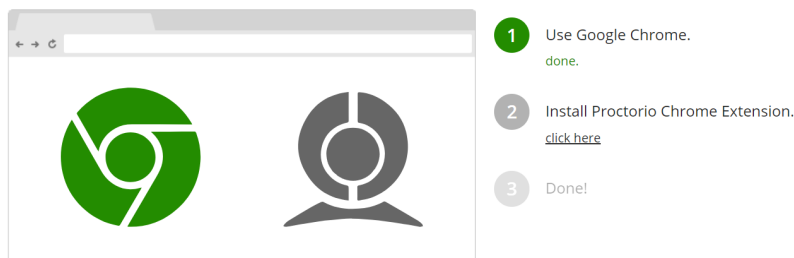 1
Use Google Chrome.
done.
2
Install Proctorio Chrome Extension.
click here
3
Done!